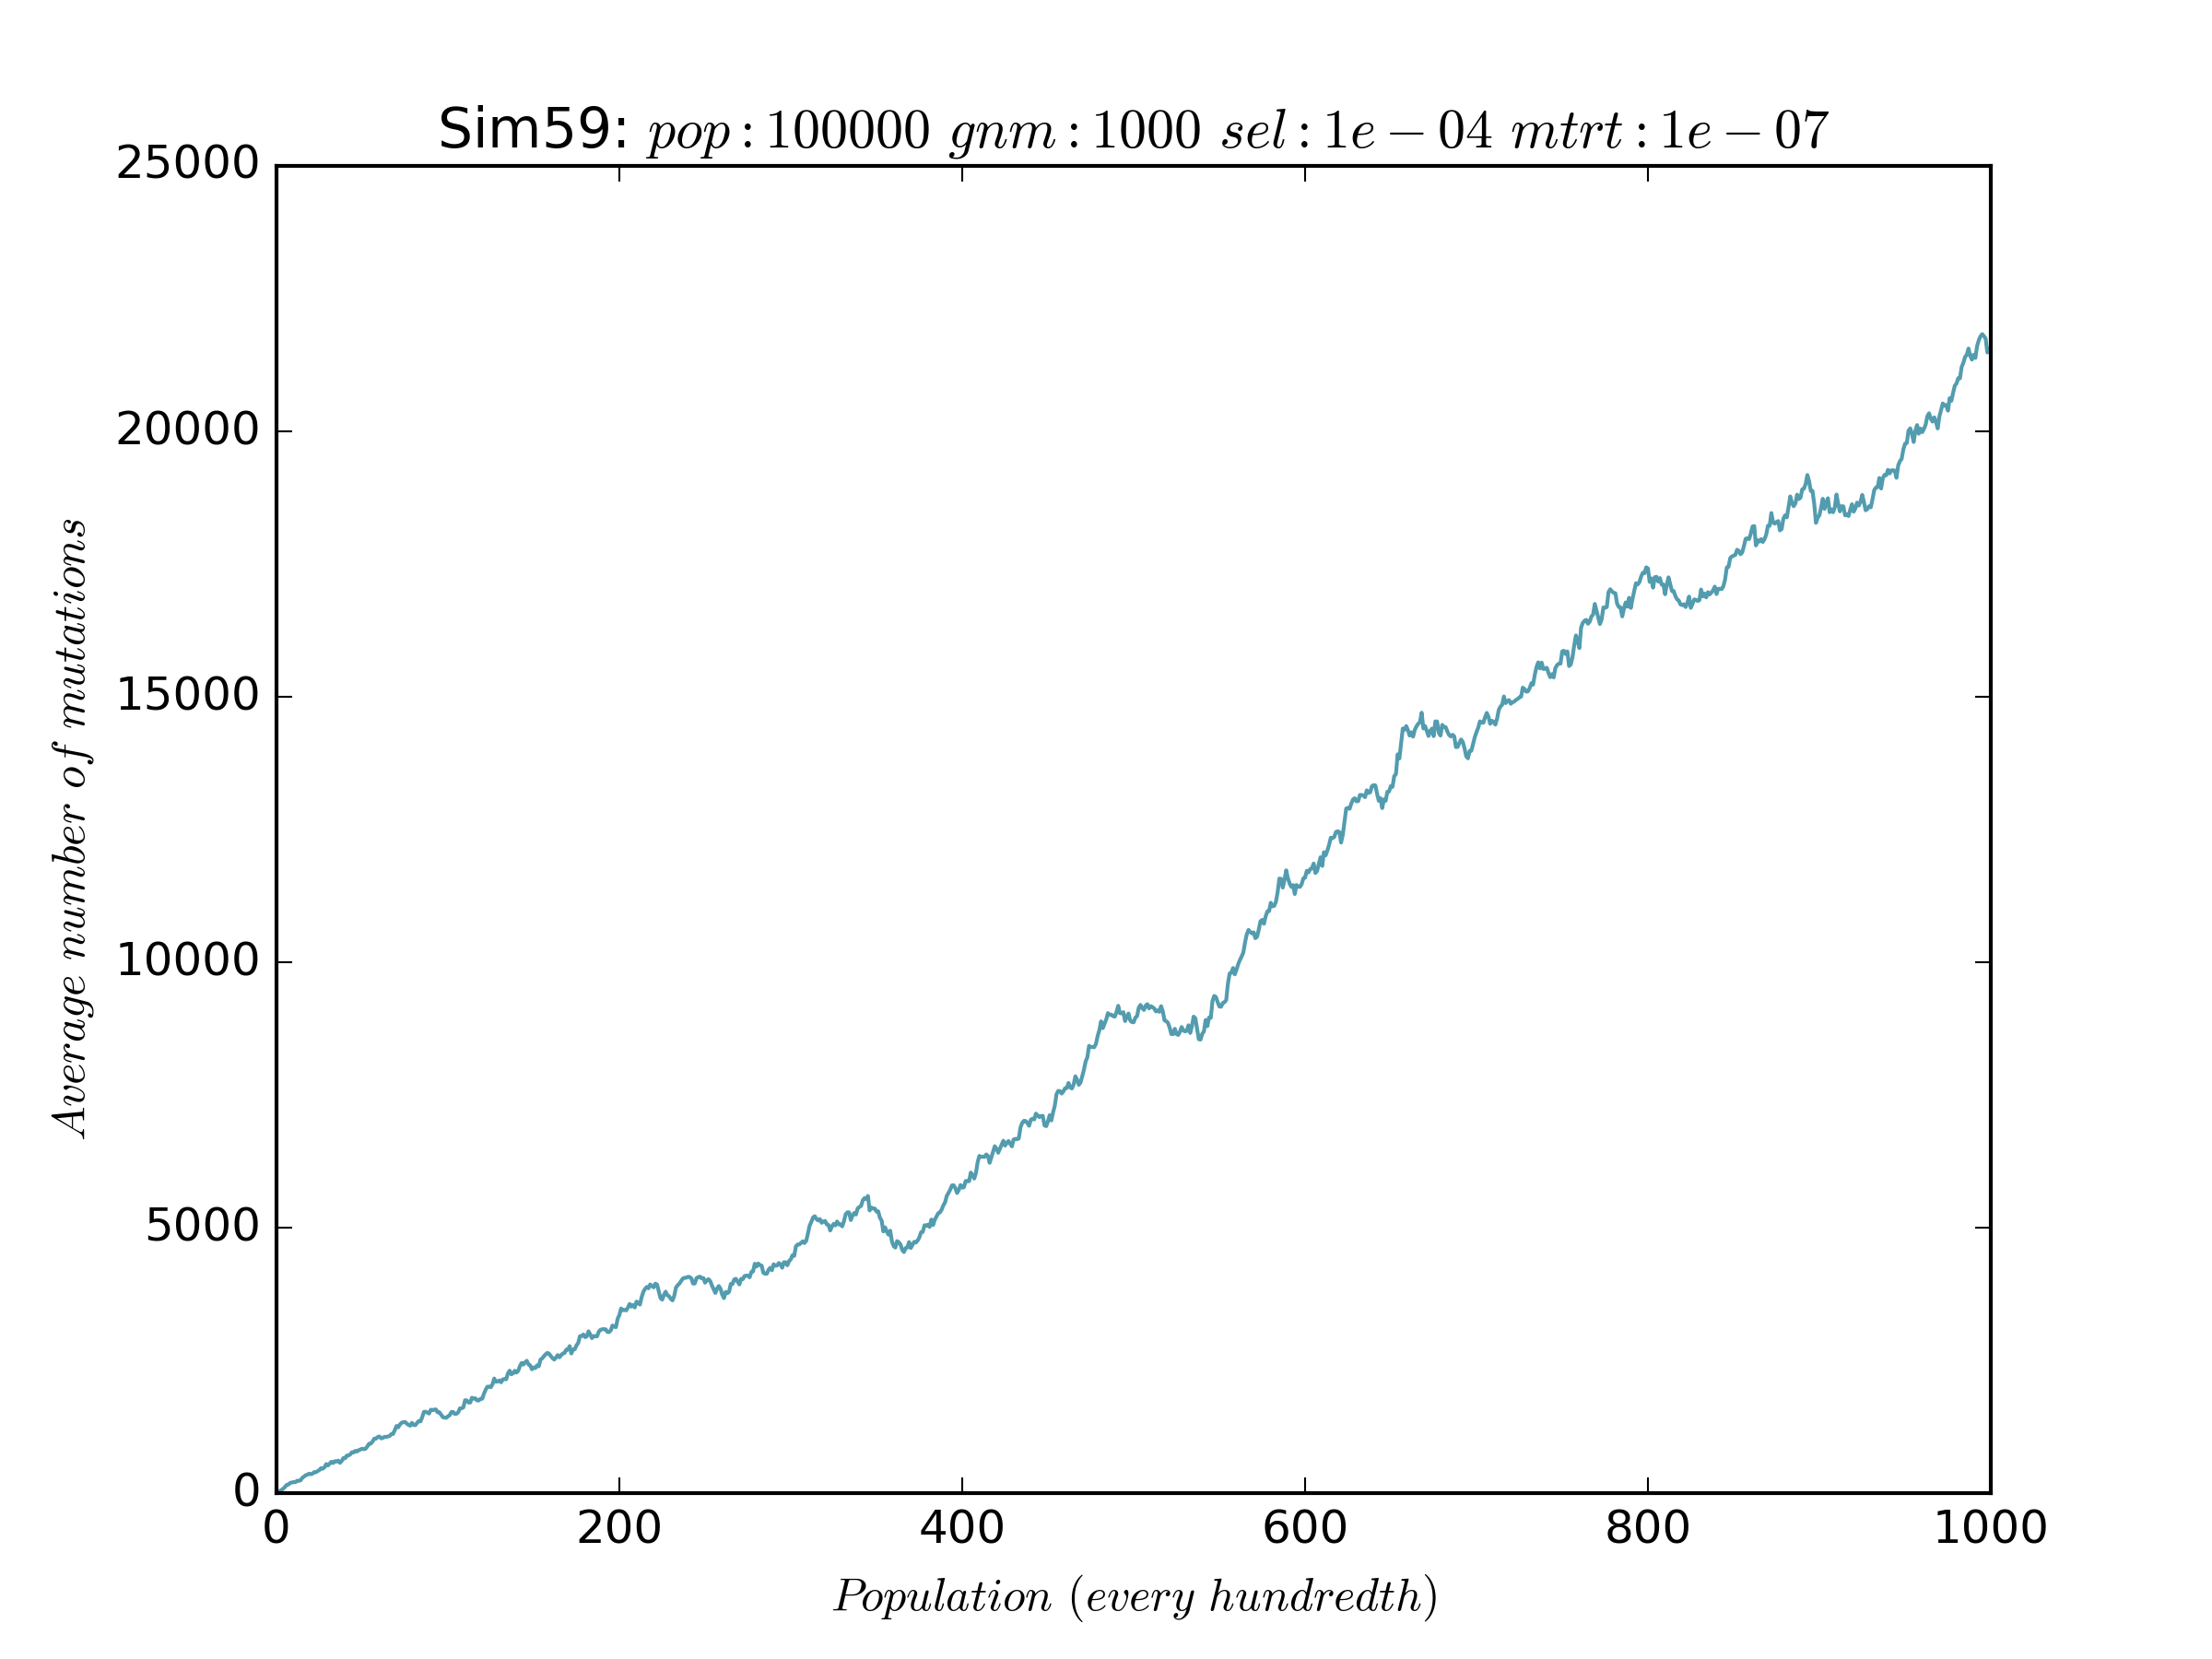 Sim59: pop : 100000 gnm : 1000 sel : 1e − 04 mtrt : 1e − 07
25000
20000
15000
10000
5000
0
Average number of mutations
0 200 400 600 800 1000
Population (every hundredth)